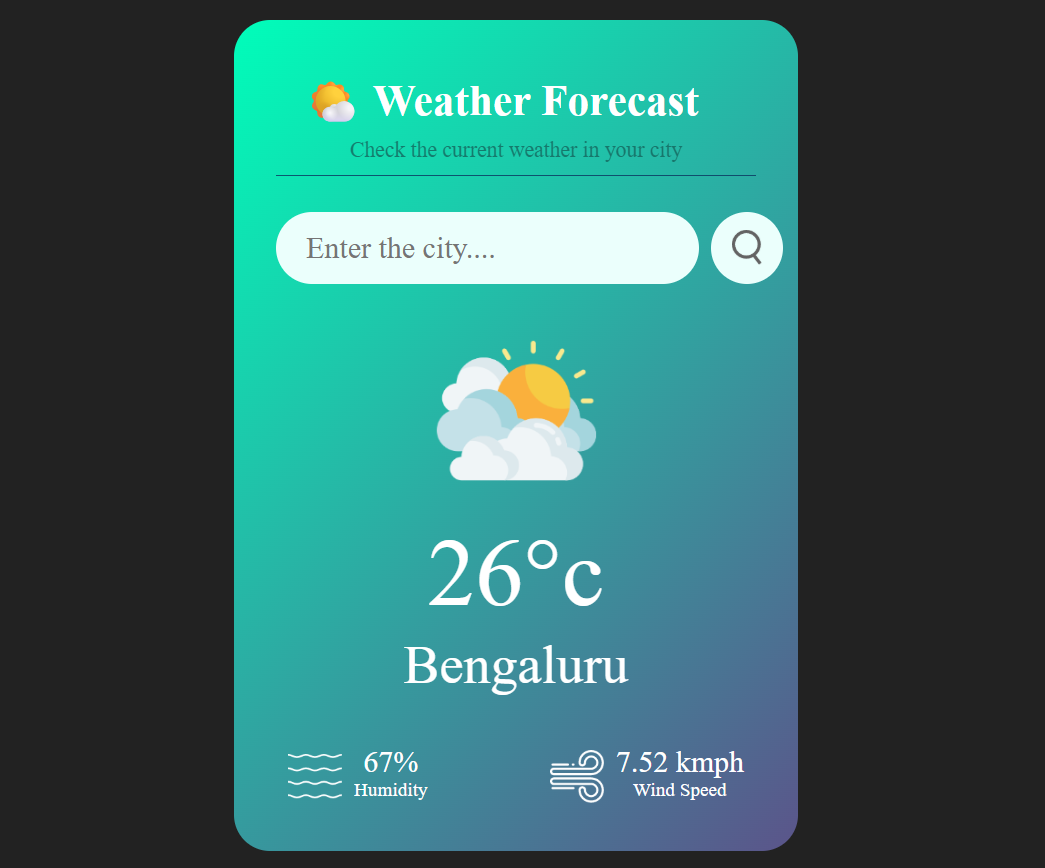 Weather Forecast
Check the current weather in your city
Enter the city....
26°c
Bengaluru
67%
Humidity
7.52 kmph
Wind Speed